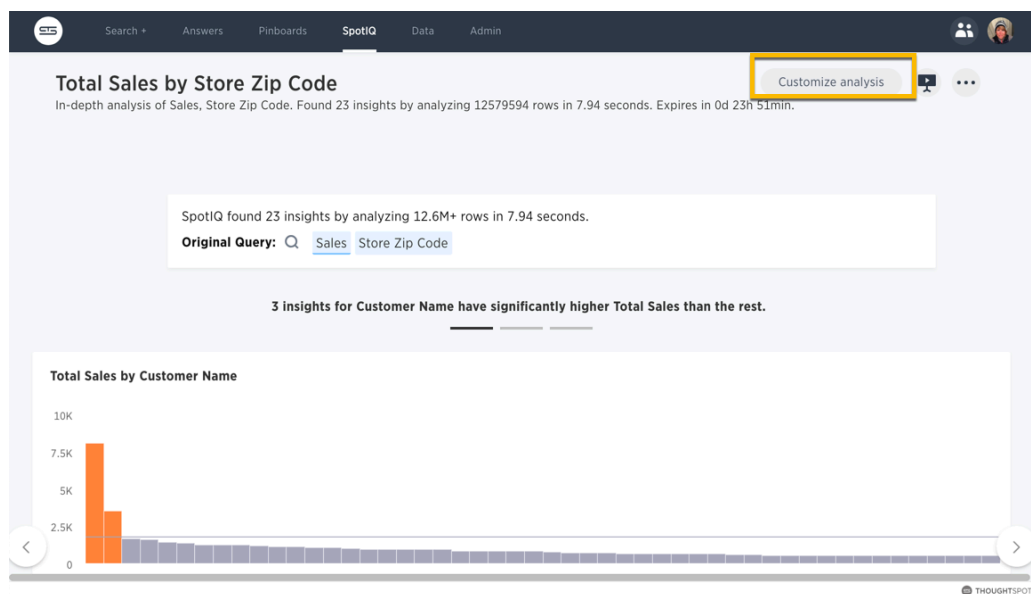 Search + Answers Pinboards SpotIQ Data Admin
Total Sales by Store Zip Code
Customize analysis
In-depth analysis of Sales, Store Zip Code. Found 23 insights by analyzing 12579594 rows in 7.94 seconds. Expires in 0d 23h 51min.
SpotIQ found 23 insights by analyzing 12.6M+ rows in 7.94 seconds.
Original Query: Sales Store Zip Code
3 insights for Customer Name have significantly higher Total Sales than the rest.
Total Sales by Customer Name
10K
7.5K
5K
2.5K
0
THOUGHTSPOT